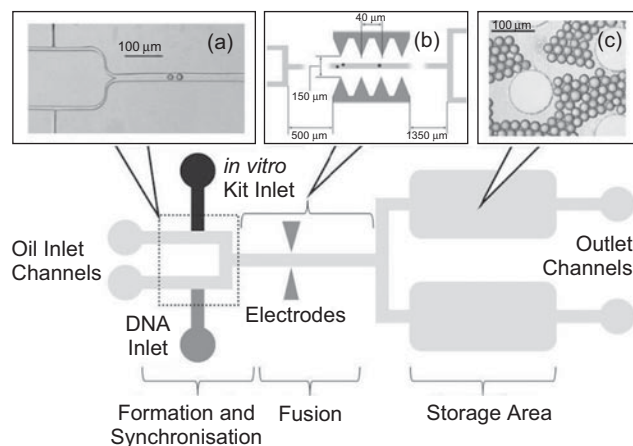 (a)
100 µm
40 µm
(b)
150 µm
500 µm
1350 µm
(c)
100 µm
in vitro
Kit Inlet
Oil Inlet
Channels
DNA
Inlet
Electrodes
Outlet
Channels
Formation and
Synchronisation
Fusion
Storage Area